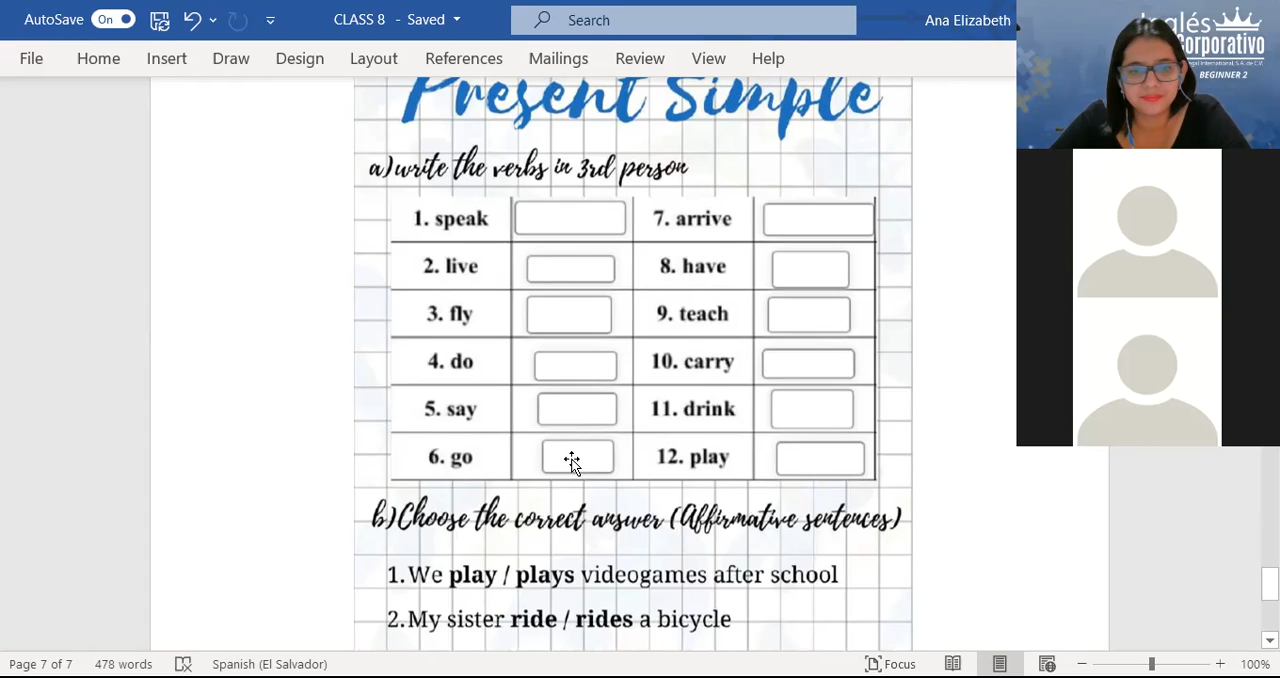 AutoSave On CLASS 8 - Saved Search Ana Elizabeth
File Home Insert Draw Design Layout References Mailings Review View Help
Inglés
Corporativo
BEGINNER 2
Present Simple
a)write the verbs in 3rd person
1. speak 7. arrive
2. live 8. have
3. fly 9. teach
4. do 10. carry
5. say 11. drink
6. go 12. play
b)Choose the correct answer (Affirmative sentences)
1.We play / plays videogames after school
2.My sister ride / rides a bicycle
Page 7 of 7 478 words Spanish (El Salvador) Focus 100%